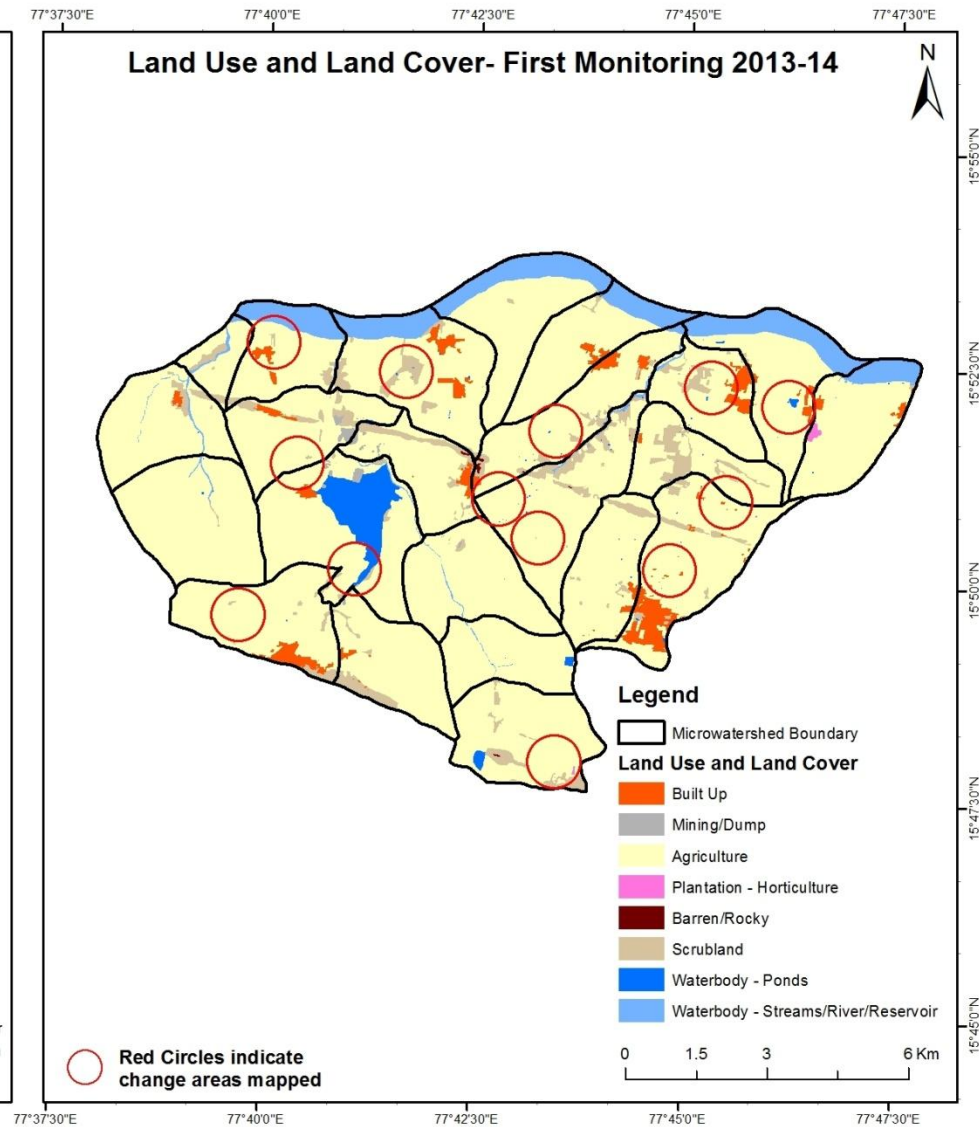 77°37'30"E 77°40'0"E 77°42'30"E 77°45'0"E 77°47'30"E
Land Use and Land Cover- First Monitoring 2013-14
N
15°55'0"N
15°52'30"N
15°50'0"N
15°47'30"N
15°45'0"N
Legend
Microwatershed Boundary
Land Use and Land Cover
Built Up
Mining/Dump
Agriculture
Plantation - Horticulture
Barren/Rocky
Scrubland
Waterbody - Ponds
Waterbody - Streams/River/Reservoir
0 1.5 3 6 Km
Red Circles indicate
change areas mapped
77°37'30"E 77°40'0"E 77°42'30"E 77°45'0"E 77°47'30"E